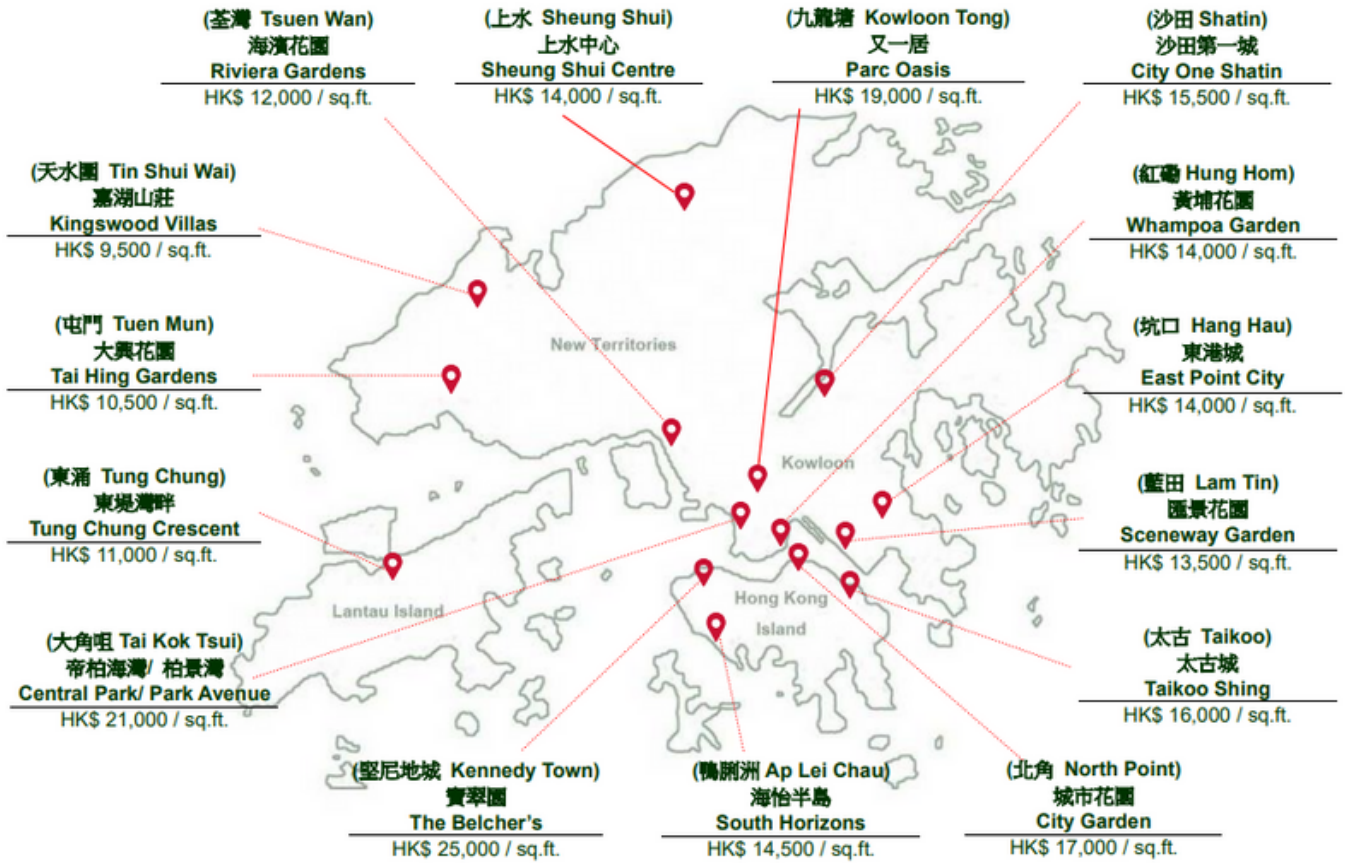 (荃灣 Tsuen Wan)
海濱花園
Riviera Gardens
HK$ 12,000 / sq.ft.
(上水 Sheung Shui)
上水中心
Sheung Shui Centre
HK$ 14,000 / sq.ft.
(九龍塘 Kowloon Tong)
又一居
Parc Oasis
HK$ 19,000 / sq.ft.
(沙田 Shatin)
沙田第一城
City One Shatin
HK$ 15,500 / sq.ft.
(天水圍 Tin Shui Wai)
嘉湖山莊
Kingswood Villas
HK$ 9,500 / sq.ft.
(紅磡 Hung Hom)
黃埔花園
Whampoa Garden
HK$ 14,000 / sq.ft.
(屯門 Tuen Mun)
大興花園
Tai Hing Gardens
HK$ 10,500 / sq.ft.
New Territories
(坑口 Hang Hau)
東港城
East Point City
HK$ 14,000 / sq.ft.
Kowloon
(東涌 Tung Chung)
東堤灣畔
Tung Chung Crescent
HK$ 11,000 / sq.ft.
(藍田 Lam Tin)
匯景花園
Sceneway Garden
HK$ 13,500 / sq.ft.
Lantau Island
Hong Kong
Island
(大角咀 Tai Kok Tsui)
帝柏海灣/ 柏景灣
Central Park/ Park Avenue
HK$ 21,000 / sq.ft.
(太古 Taikoo)
太古城
Taikoo Shing
HK$ 16,000 / sq.ft.
(堅尼地城 Kennedy Town)
寶翠園
The Belcher's
HK$ 25,000 / sq.ft.
(鴨脷洲 Ap Lei Chau)
海怡半島
South Horizons
HK$ 14,500 / sq.ft.
(北角 North Point)
城市花園
City Garden
HK$ 17,000 / sq.ft.